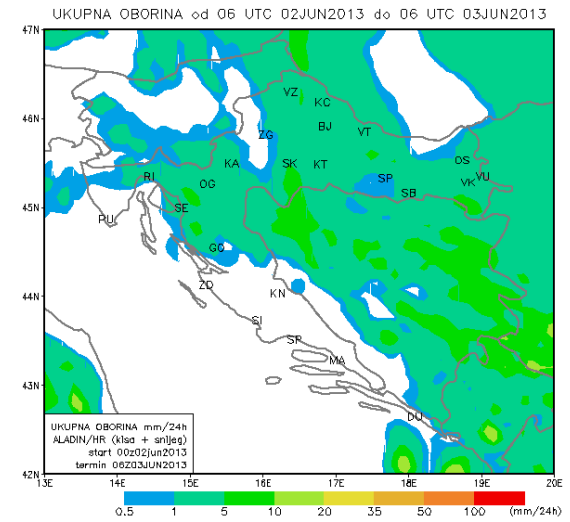 UKUPNA OBORINA od 06 UTC 02JUN2013 do 06 UTC 03JUN2013
47N
46N
45N
44N
43N
42N
VZ
KC
BJ
VT
ZG
OS
KA
SK
KT
RI
OG
SP
VK
VU
SB
SE
PU
GO
ZD
KN
SI
SP
MA
DU
UKUPNA OBORINA mm/24h
ALADIN/HR (kisa + snijeg)
start 00z02jun2013
termin 06Z03JUN2013
13E 14E 15E 16E 17E 18E 19E 20E
0.5 1 5 10 20 35 50 100 (mm/24h)